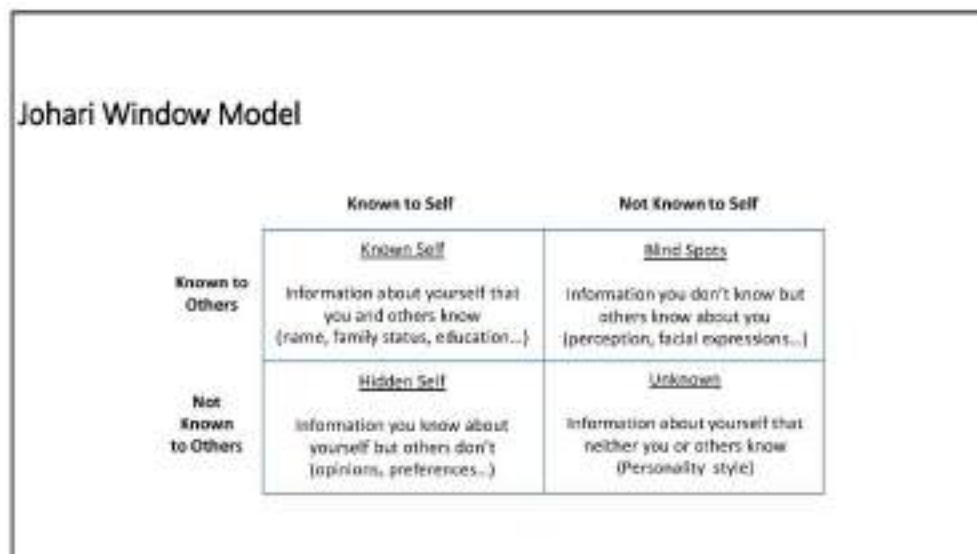 Johari Window Model
Known to Self
Not Known to Self
Known to
Others
Known Self
Information about yourself that
you and others know
(name, family status, education...)
Blind Spots
Information you don't know but
others know about you
(perception, facial expressions...)
Not
Known
to Others
Hidden Self
Information you know about
yourself but others don't
(opinions, preferences...)
Unknown
Information about yourself that
neither you or others know
(Personality style)